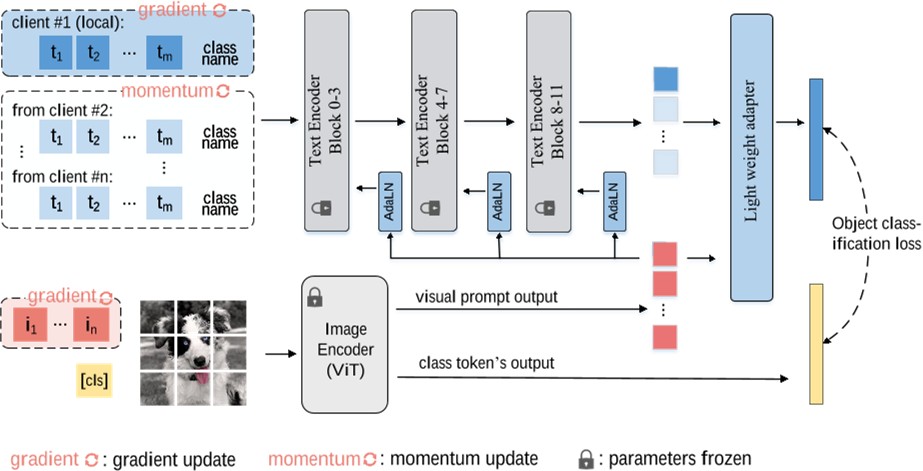 gradient
client #1 (local):
t1 t2 ... tm class name
momentum
from client #2:
t1 t2 ... tm class name
from client #n:
t1 t2 ... tm class name
Text Encoder Block 0-3
Text Encoder Block 4-7
Text Encoder Block 8-11
AdaLN
AdaLN
AdaLN
Light weight adapter
Object class-
ification loss
gradient
i1 ... in
[cls]
Image
Encoder
(ViT)
visual prompt output
class token's output
gradient : gradient update
momentum : momentum update
: parameters frozen